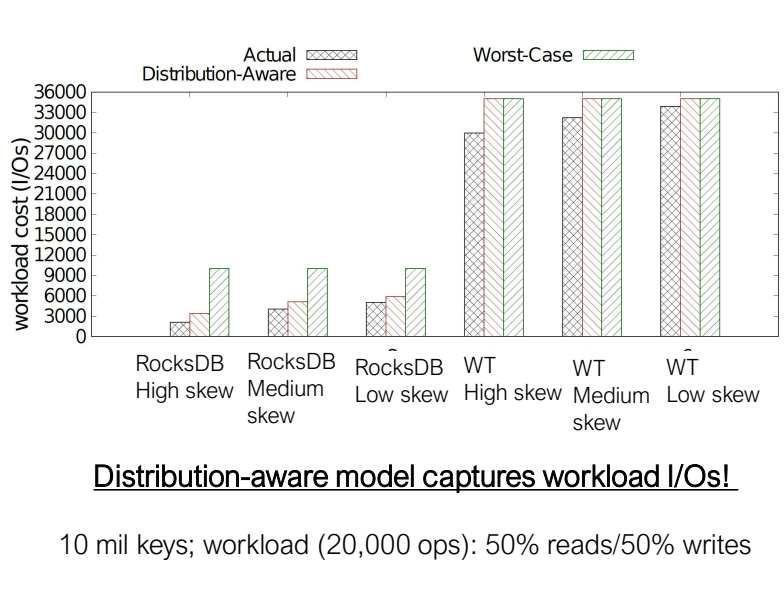 Actual
Worst-Case
Distribution-Aware
workload cost (I/Os)
36000
33000
30000
27000
24000
21000
18000
15000
12000
9000
6000
3000
0
RocksDB
High skew
RocksDB
Medium
skew
RocksDB
Low skew
WT
High skew
WT
Medium
skew
WT
Low skew
Distribution-aware model captures workload I/Os!
10 mil keys; workload (20,000 ops): 50% reads/50% writes